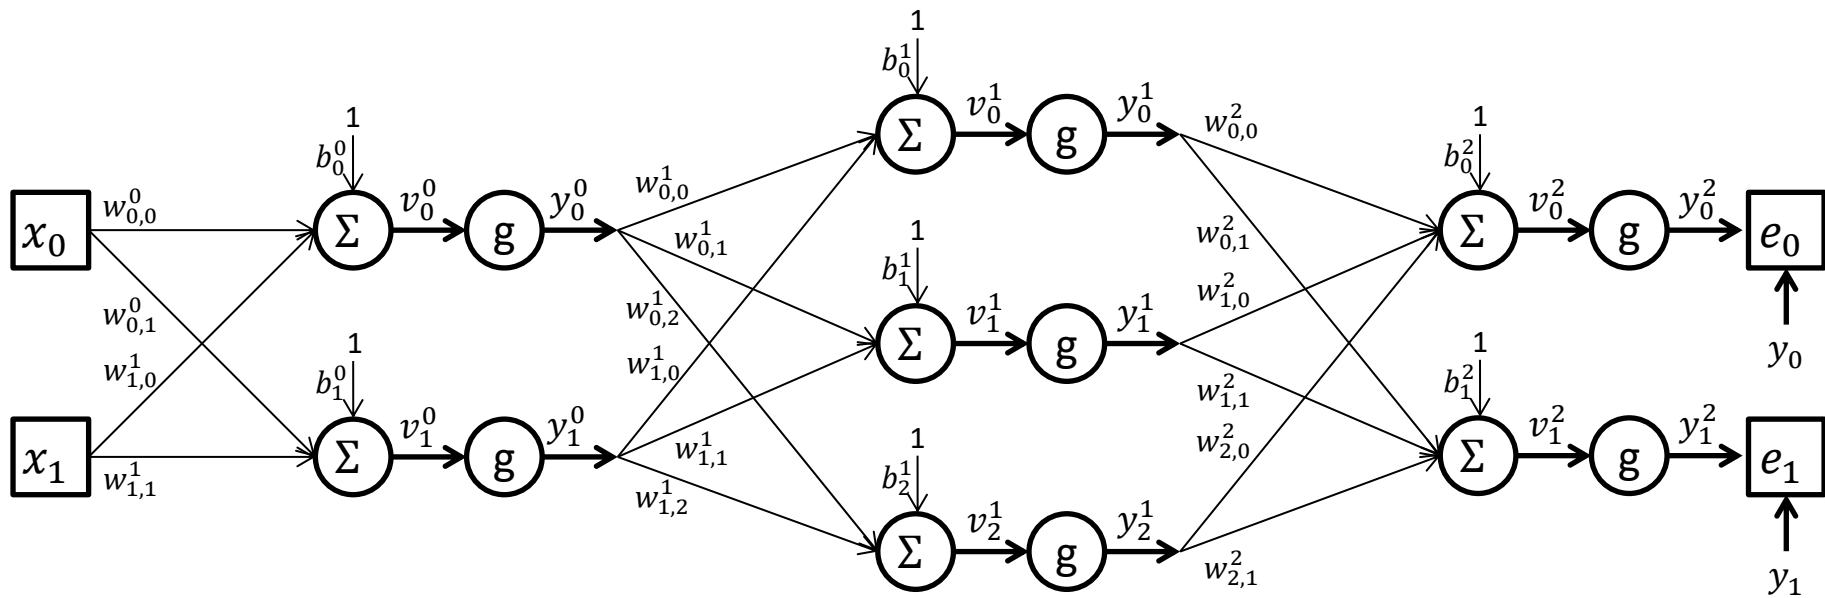 1
b_0^1
Σ
v_0^1
g
y_0^1
1
b_0^0
x_0
w_{0,0}^0
Σ
v_0^0
g
y_0^0
w_{0,0}^1
w_{0,1}^1
w_{0,2}^1
w_{0,1}^0
w_{1,0}^1
1
b_1^0
x_1
w_{1,1}^1
Σ
v_1^0
g
y_1^0
w_{1,0}^1
w_{1,1}^1
w_{1,2}^1
1
b_1^1
Σ
v_1^1
g
y_1^1
1
b_2^1
Σ
v_2^1
g
y_2^1
w_{0,0}^2
w_{0,1}^2
w_{1,0}^2
w_{1,1}^2
w_{2,0}^2
w_{2,1}^2
1
b_0^2
Σ
v_0^2
g
y_0^2
e_0
y_0
1
b_1^2
Σ
v_1^2
g
y_1^2
e_1
y_1